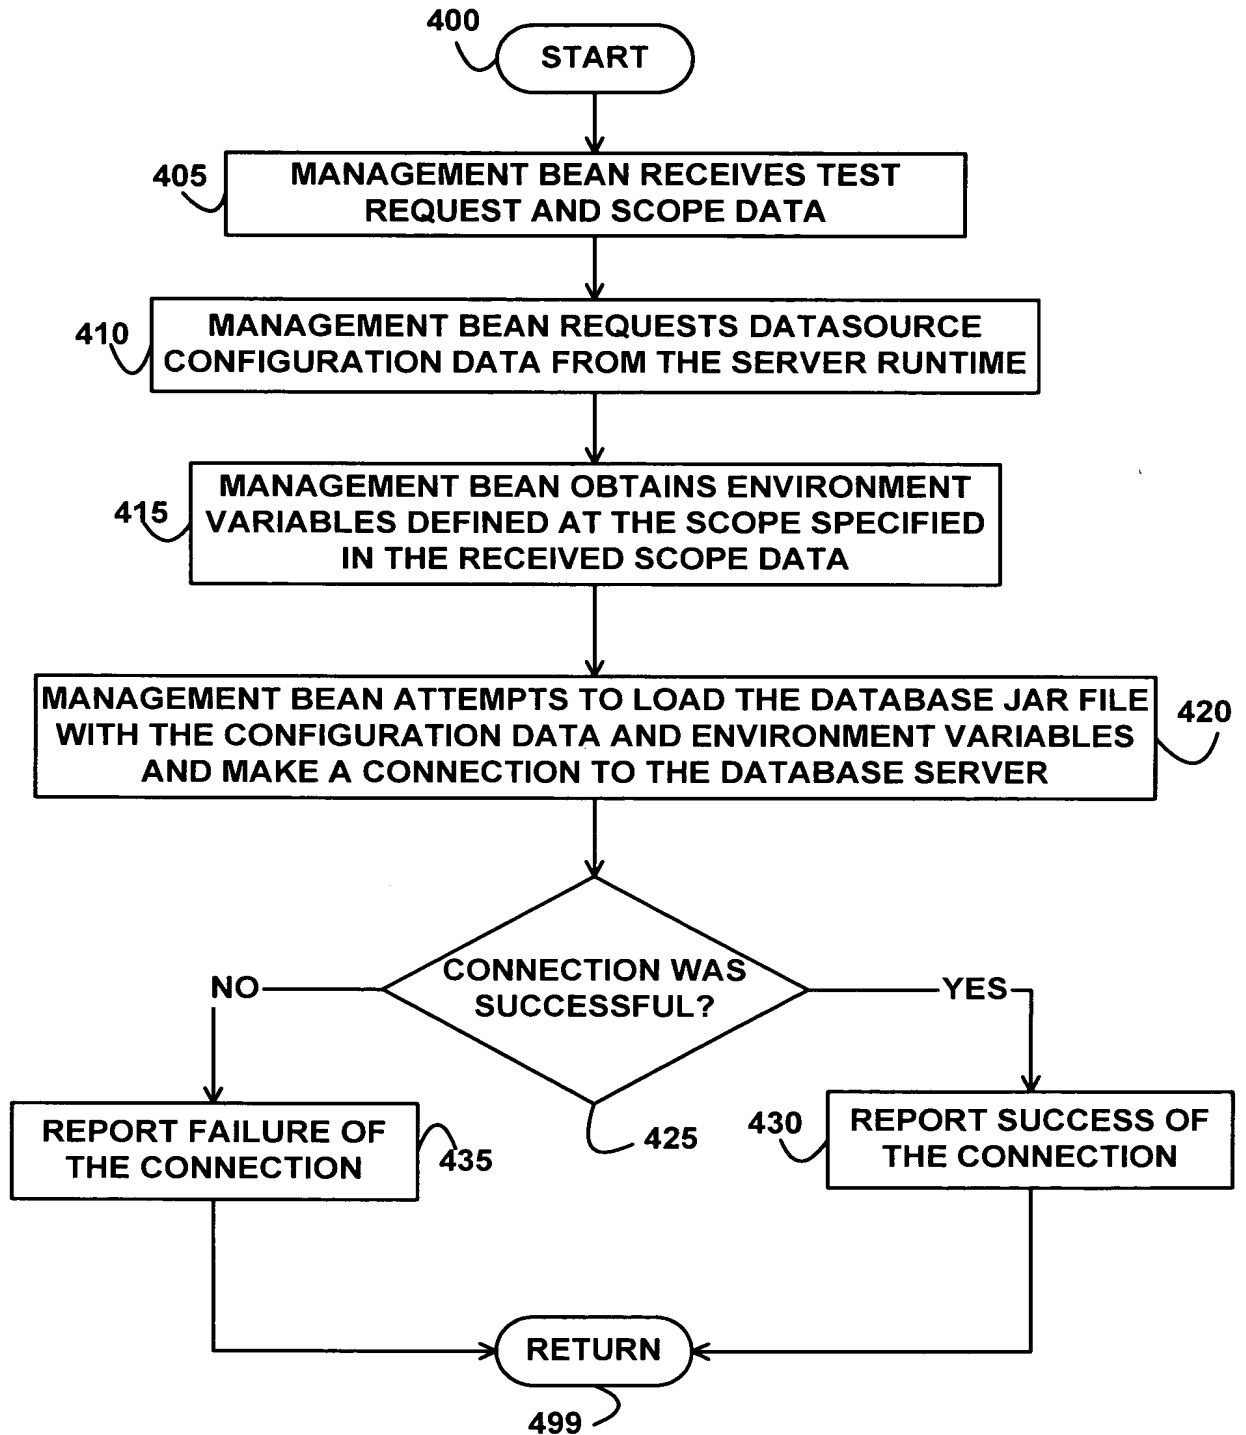 400
START
405
MANAGEMENT BEAN RECEIVES TEST
REQUEST AND SCOPE DATA
410
MANAGEMENT BEAN REQUESTS DATASOURCE
CONFIGURATION DATA FROM THE SERVER RUNTIME
415
MANAGEMENT BEAN OBTAINS ENVIRONMENT
VARIABLES DEFINED AT THE SCOPE SPECIFIED
IN THE RECEIVED SCOPE DATA
MANAGEMENT BEAN ATTEMPTS TO LOAD THE DATABASE JAR FILE
WITH THE CONFIGURATION DATA AND ENVIRONMENT VARIABLES
AND MAKE A CONNECTION TO THE DATABASE SERVER
420
CONNECTION WAS
SUCCESSFUL?
NO
YES
425
REPORT FAILURE OF
THE CONNECTION
435
430
REPORT SUCCESS OF
THE CONNECTION
RETURN
499